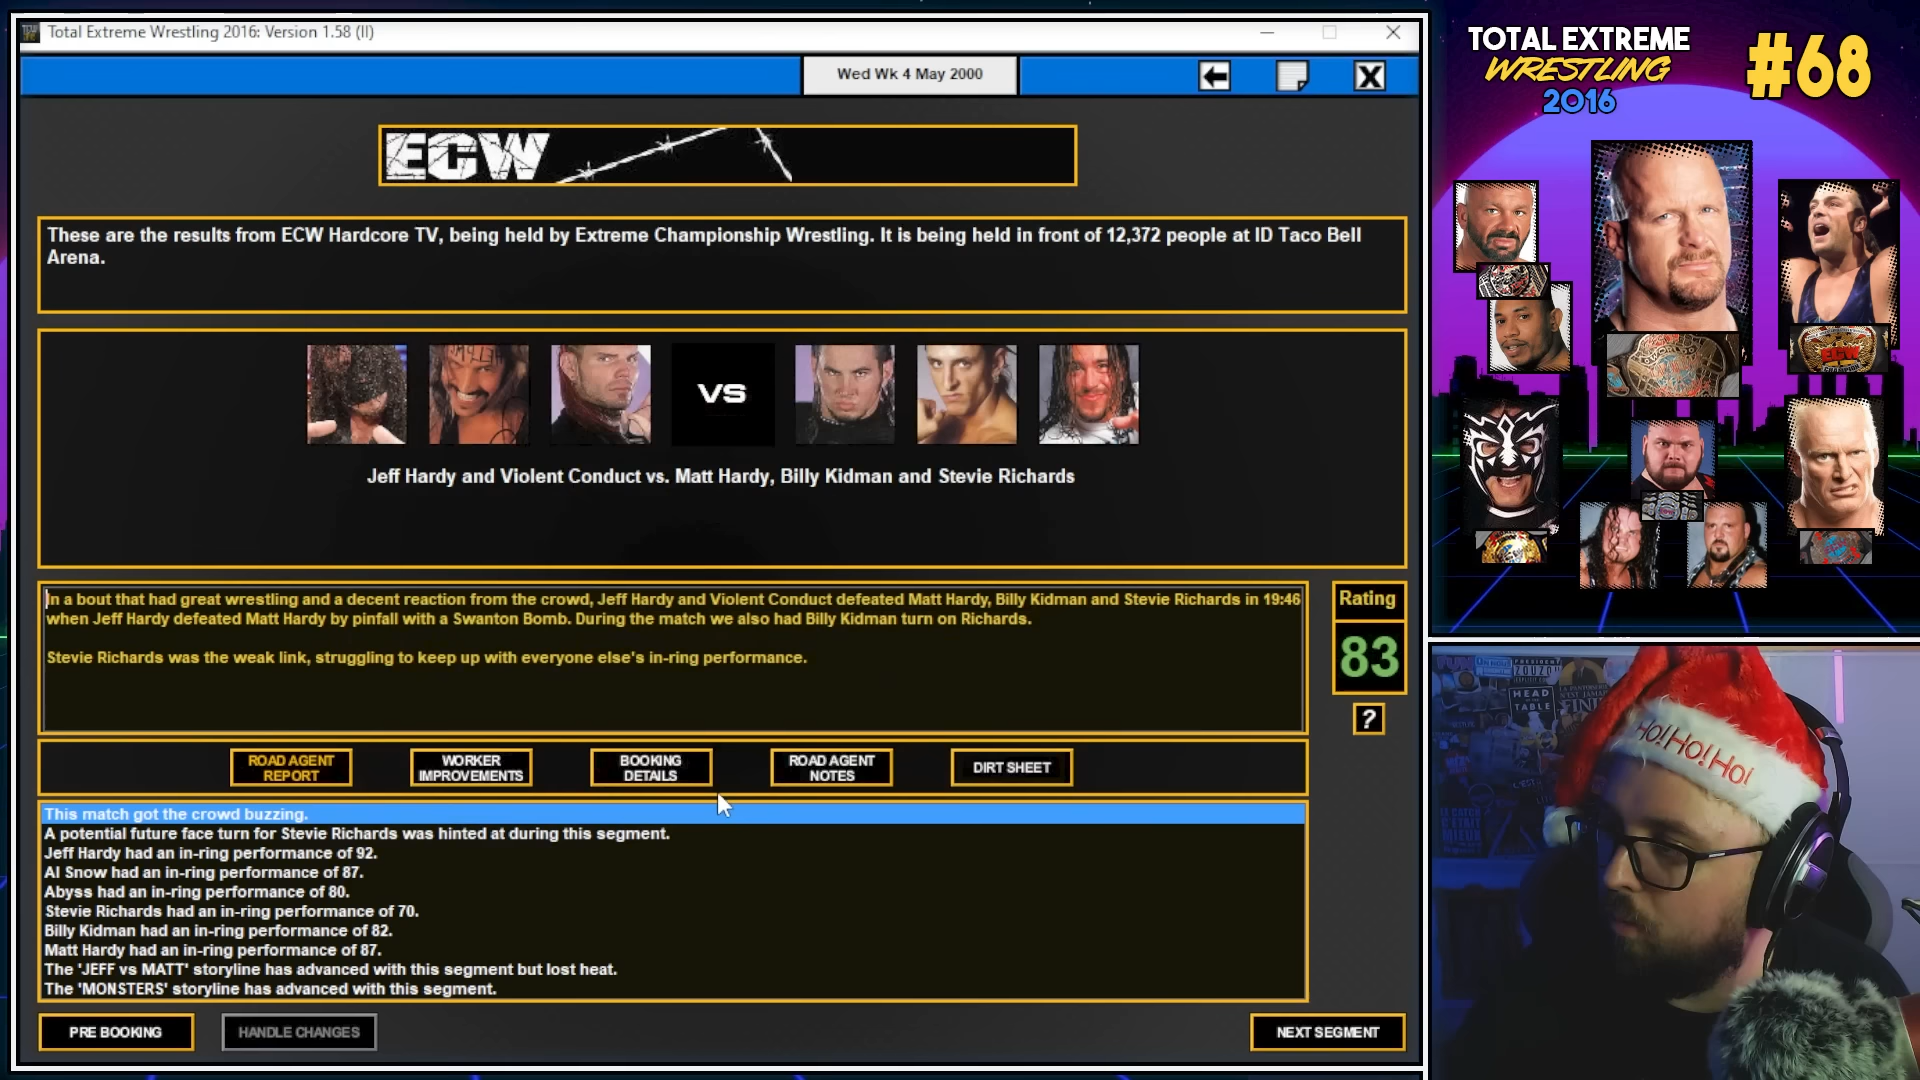 Total Extreme Wrestling 2016: Version 1.58 (II)
Wed Wk 4 May 2000
X
ECW
These are the results from ECW Hardcore TV, being held by Extreme Championship Wrestling. It is being held in front of 12,372 people at ID Taco Bell
Arena.
VS
Jeff Hardy and Violent Conduct vs. Matt Hardy, Billy Kidman and Stevie Richards
In a bout that had great wrestling and a decent reaction from the crowd, Jeff Hardy and Violent Conduct defeated Matt Hardy, Billy Kidman and Stevie Richards in 19:46
when Jeff Hardy defeated Matt Hardy by pinfall with a Swanton Bomb. During the match we also had Billy Kidman turn on Richards.
Stevie Richards was the weak link, struggling to keep up with everyone else's in-ring performance.
Rating
83
?
ROAD AGENT
REPORT
WORKER
IMPROVEMENTS
BOOKING
DETAILS
ROAD AGENT
NOTES
DIRT SHEET
This match got the crowd buzzing.
A potential future face turn for Stevie Richards was hinted at during this segment.
Jeff Hardy had an in-ring performance of 92.
Al Snow had an in-ring performance of 87.
Abyss had an in-ring performance of 80.
Stevie Richards had an in-ring performance of 70.
Billy Kidman had an in-ring performance of 82.
Matt Hardy had an in-ring performance of 87.
The 'JEFF vs MATT' storyline has advanced with this segment but lost heat.
The 'MONSTERS' storyline has advanced with this segment.
PRE BOOKING
HANDLE CHANGES
NEXT SEGMENT
TOTAL EXTREME
WRESTLING
2016
#68
ECW
HEAD
OF THE
TABLE
Ho!Ho!Ho!